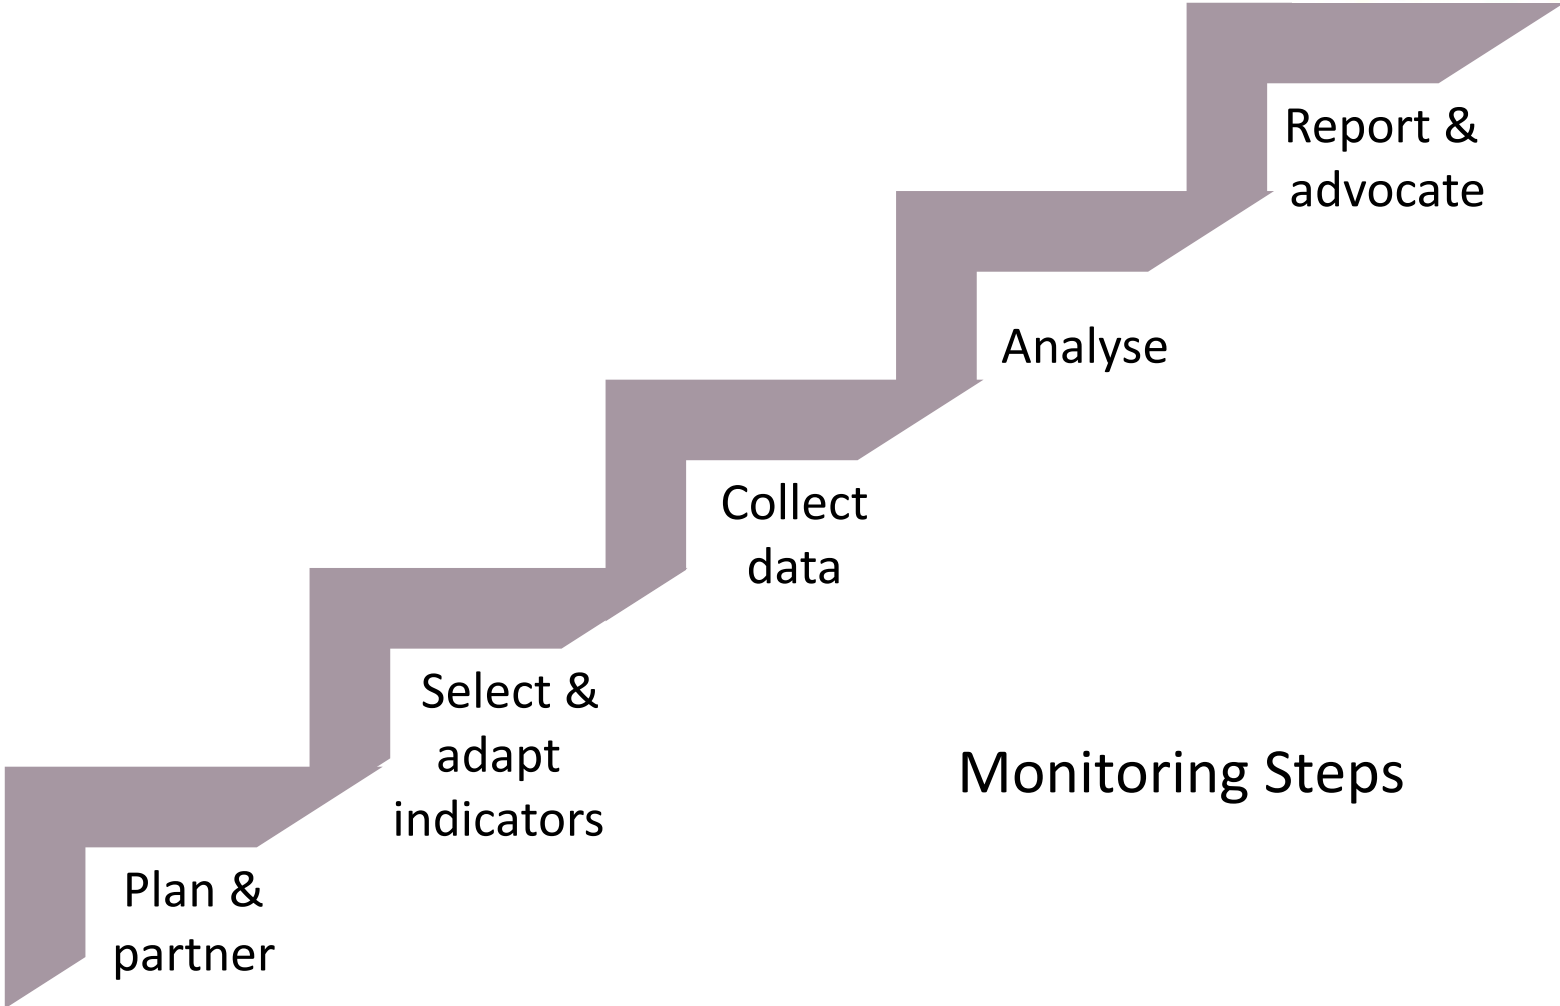 Report &
advocate
Analyse
Collect
data
Select &
adapt
indicators
Monitoring Steps
Plan &
partner